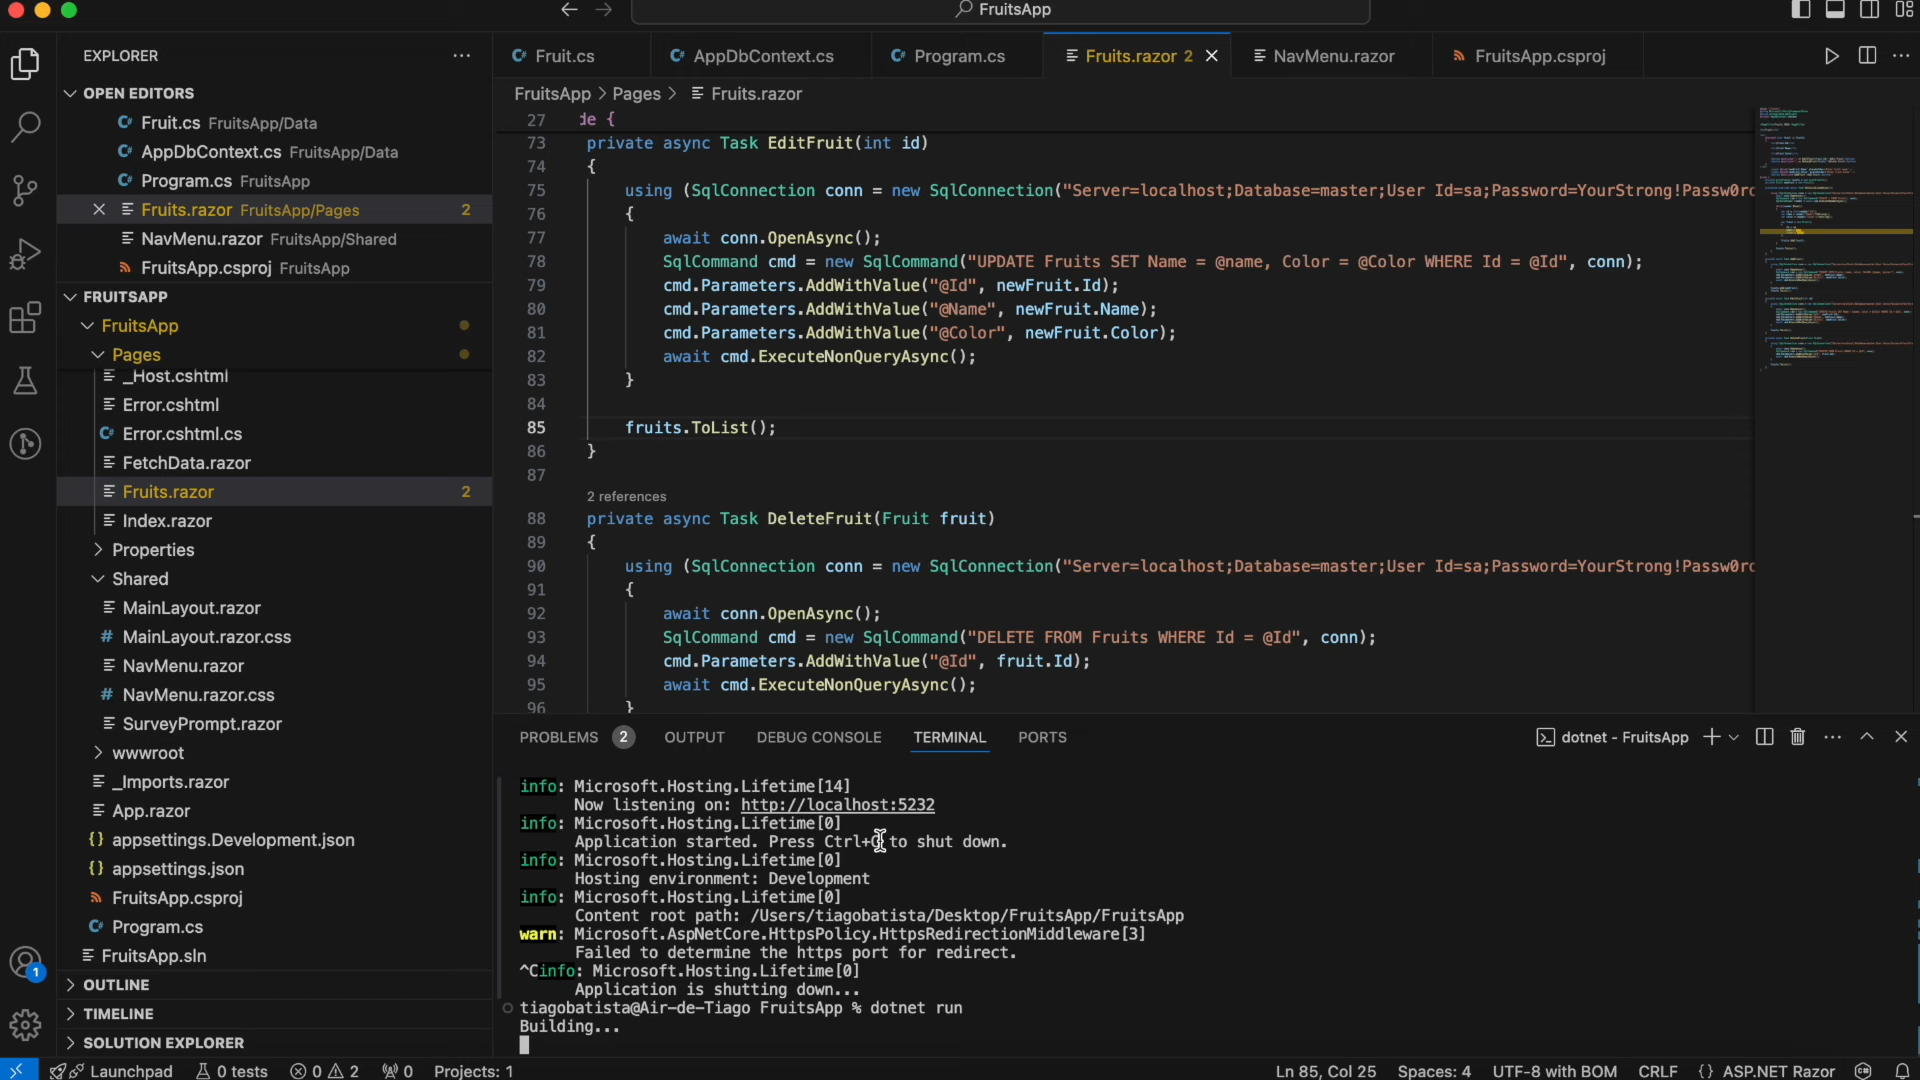 FruitsApp
EXPLORER
OPEN EDITORS
Fruit.cs FruitsApp/Data
AppDbContext.cs FruitsApp/Data
Program.cs FruitsApp
Fruits.razor FruitsApp/Pages 2
NavMenu.razor FruitsApp/Shared
FruitsApp.csproj FruitsApp
FRUITSAPP
FruitsApp
Pages
_Host.cshtml
Error.cshtml
Error.cshtml.cs
FetchData.razor
Fruits.razor 2
Index.razor
Properties
Shared
MainLayout.razor
MainLayout.razor.css
NavMenu.razor
NavMenu.razor.css
SurveyPrompt.razor
wwwroot
_Imports.razor
App.razor
appsettings.Development.json
appsettings.json
FruitsApp.csproj
Program.cs
FruitsApp.sln
OUTLINE
TIMELINE
SOLUTION EXPLORER
1
Fruit.cs AppDbContext.cs Program.cs Fruits.razor 2 NavMenu.razor FruitsApp.csproj
FruitsApp > Pages > Fruits.razor
27 de {
73 private async Task EditFruit(int id)
74 {
75 using (SqlConnection conn = new SqlConnection("Server=localhost;Database=master;User Id=sa;Password=YourStrong!Passw0r
76 {
77 await conn.OpenAsync();
78 SqlCommand cmd = new SqlCommand("UPDATE Fruits SET Name = @name, Color = @Color WHERE Id = @Id", conn);
79 cmd.Parameters.AddWithValue("@Id", newFruit.Id);
80 cmd.Parameters.AddWithValue("@Name", newFruit.Name);
81 cmd.Parameters.AddWithValue("@Color", newFruit.Color);
82 await cmd.ExecuteNonQueryAsync();
83 }
84
85 fruits.ToList();
86 }
87
2 references
88 private async Task DeleteFruit(Fruit fruit)
89 {
90 using (SqlConnection conn = new SqlConnection("Server=localhost;Database=master;User Id=sa;Password=YourStrong!Passw0r
91 {
92 await conn.OpenAsync();
93 SqlCommand cmd = new SqlCommand("DELETE FROM Fruits WHERE Id = @Id", conn);
94 cmd.Parameters.AddWithValue("@Id", fruit.Id);
95 await cmd.ExecuteNonQueryAsync();
96 }
PROBLEMS 2 OUTPUT DEBUG CONSOLE TERMINAL PORTS dotnet - FruitsApp
info: Microsoft.Hosting.Lifetime[14]
Now listening on: http://localhost:5232
info: Microsoft.Hosting.Lifetime[0]
Application started. Press Ctrl+C to shut down.
info: Microsoft.Hosting.Lifetime[0]
Hosting environment: Development
info: Microsoft.Hosting.Lifetime[0]
Content root path: /Users/tiagobatista/Desktop/FruitsApp/FruitsApp
warn: Microsoft.AspNetCore.HttpsPolicy.HttpsRedirectionMiddleware[3]
Failed to determine the https port for redirect.
^Cinfo: Microsoft.Hosting.Lifetime[0]
Application is shutting down...
tiagobatista@Air-de-Tiago FruitsApp % dotnet run
Building...
Launchpad 0 tests 0 2 0 Projects: 1 Ln 85, Col 25 Spaces: 4 UTF-8 with BOM CRLF {} ASP.NET Razor